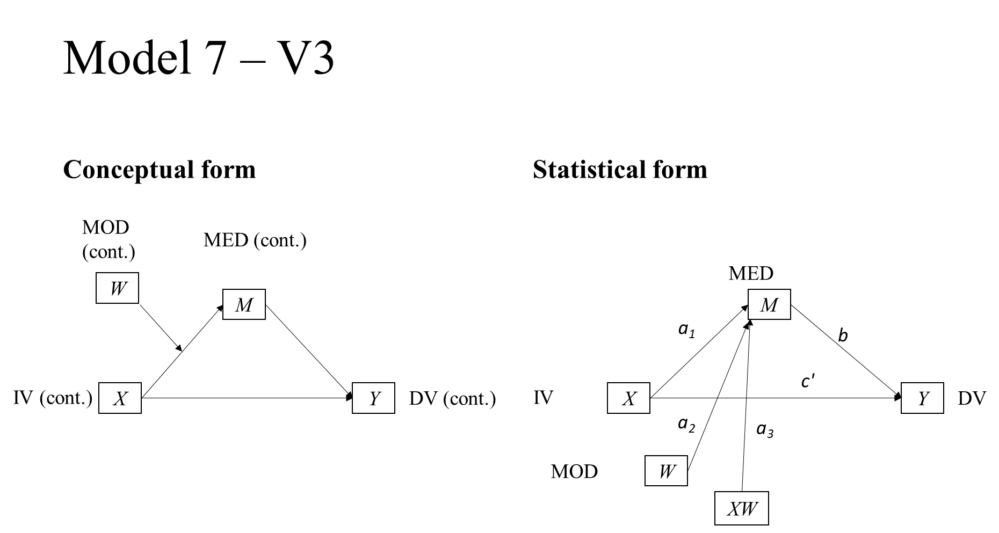 Model 7 – V3
Conceptual form
MOD
(cont.)
MED (cont.)
W
M
IV (cont.)
X
Y
DV (cont.)
Statistical form
MED
M
a1
b
c'
IV
X
Y
DV
a2
a3
MOD
W
XW